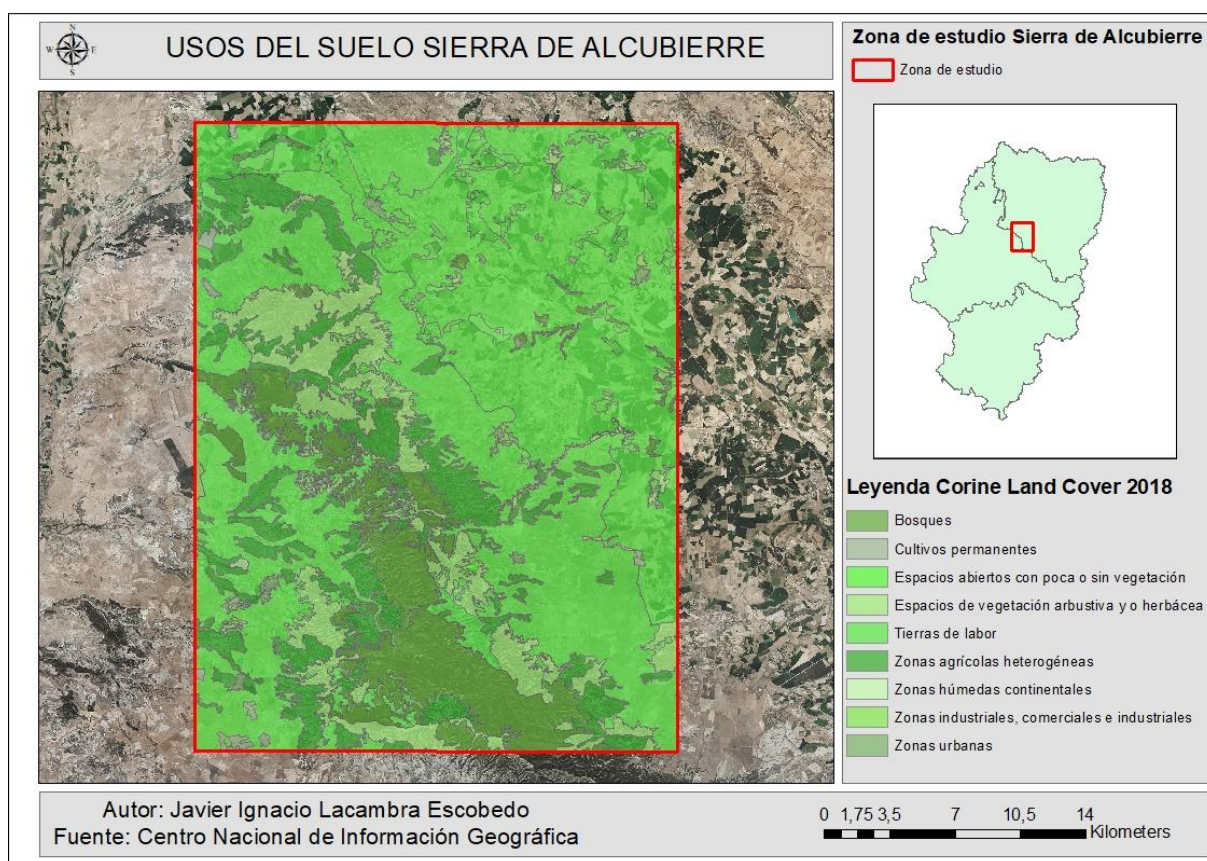 N
W E
S
USOS DEL SUELO SIERRA DE ALCUBIERRE
Zona de estudio Sierra de Alcubierre
Zona de estudio
Leyenda Corine Land Cover 2018
Bosques
Cultivos permanentes
Espacios abiertos con poca o sin vegetación
Espacios de vegetación arbustiva y o herbácea
Tierras de labor
Zonas agrícolas heterogéneas
Zonas húmedas continentales
Zonas industriales, comerciales e industriales
Zonas urbanas
Autor: Javier Ignacio Lacambra Escobedo
Fuente: Centro Nacional de Información Geográfica
0 1,75 3,5 7 10,5 14
Kilometers